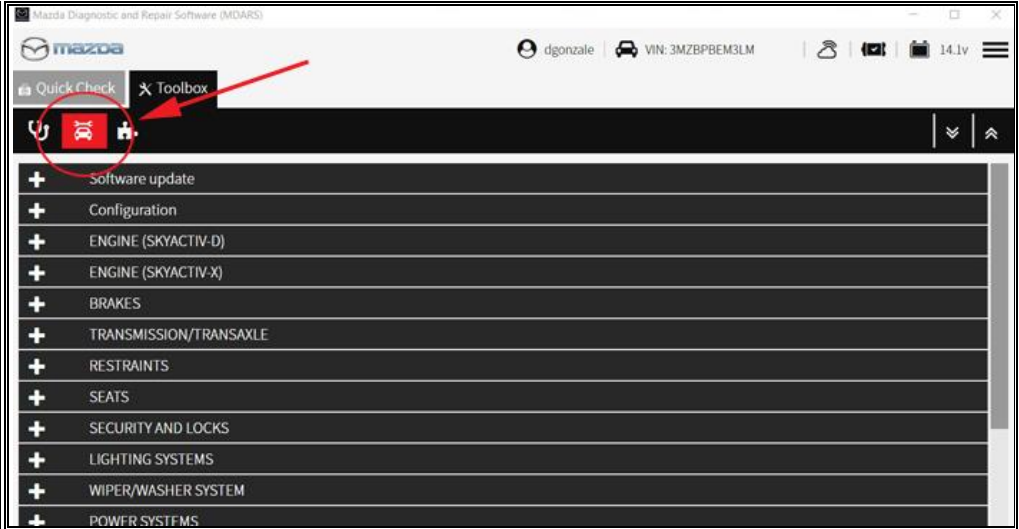 Mazda Diagnostic and Repair Software (MDARS)
mazda dgonzale VIN: 3MZBPBEM3LM 14.1v
Quick Check Toolbox
Software update
Configuration
ENGINE (SKYACTIV-D)
ENGINE (SKYACTIV-X)
BRAKES
TRANSMISSION/TRANSAXLE
RESTRAINTS
SEATS
SECURITY AND LOCKS
LIGHTING SYSTEMS
WIPER/WASHER SYSTEM
POWER SYSTEMS